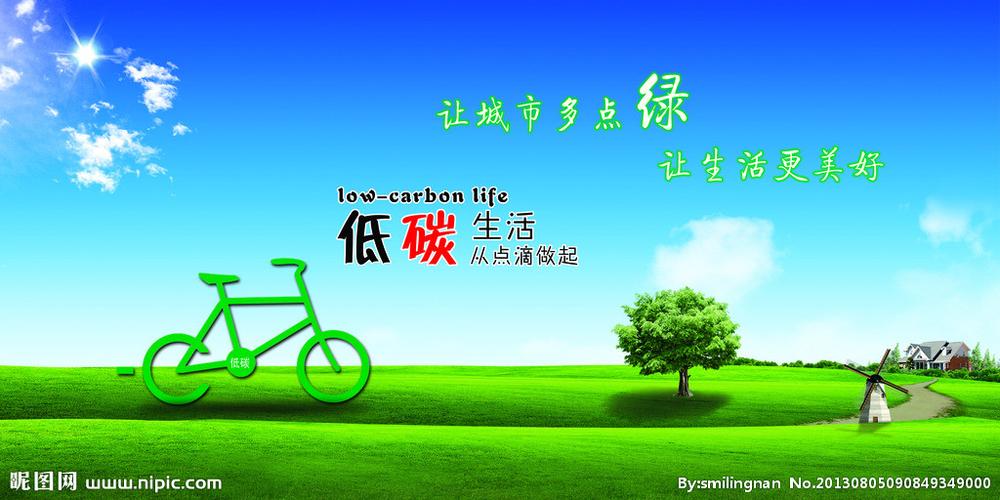 让城市多点绿
让生活更美好
low-carbon life
低碳生活
从点滴做起
低碳
昵图网 www.nipic.com
By:smilingnan No.20130805090849349000